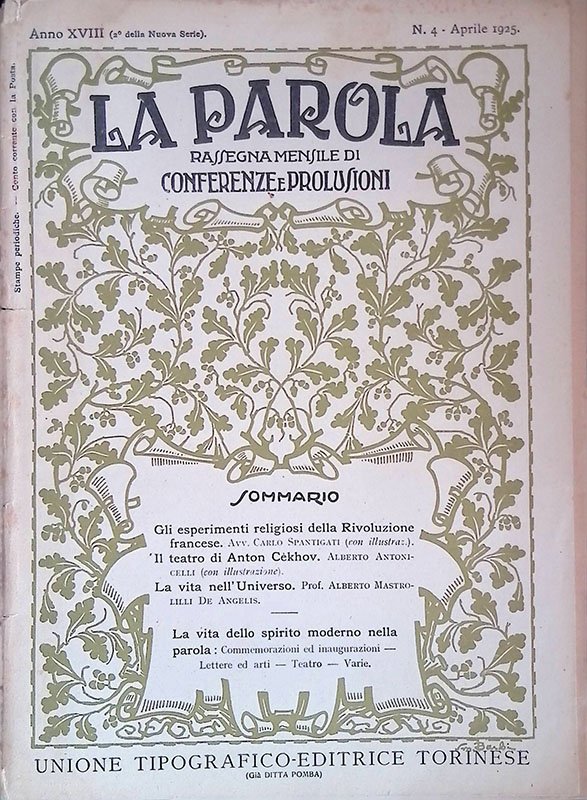 Anno XVIII (2º della Nuova Serie).
N. 4 - Aprile 1925.
Stampe periodiche. — Conto corrente con la Posta.
LA PAROLA
RASSEGNA MENSILE DI
CONFERENZE E PROLUSIONI
SOMMARIO
Gli esperimenti religiosi della Rivoluzione
francese. Avv. Carlo Spantigati (con illustraz.).
Il teatro di Anton Cèkhov. Alberto Antoni-
celli (con illustrazione).
La vita nell'Universo. Prof. Alberto Mastro-
lilli De Angelis.
La vita dello spirito moderno nella
parola : Commemorazioni ed inaugurazioni —
Lettere ed arti — Teatro — Varie.
UNIONE TIPOGRAFICO-EDITRICE TORINESE
(Già DITTA POMBA)